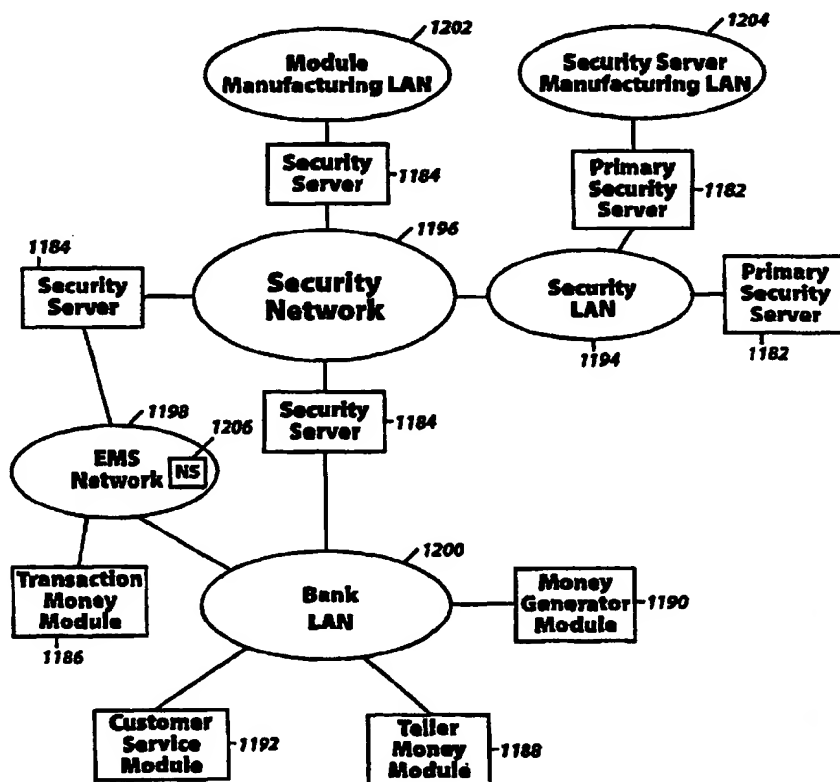 1202
Module
Manufacturing LAN
1204
Security Server
Manufacturing LAN
Security
Server
1184
Primary
Security
Server
1182
1196
1184
Security
Server
Security
Network
Security
LAN
1194
Primary
Security
Server
1182
1198
1206
EMS
Network
NS
Security
Server
1184
1200
Transaction
Money
Module
1186
Bank
LAN
Money
Generator
Module
1190
Customer
Service
Module
1192
Teller
Money
Module
1188